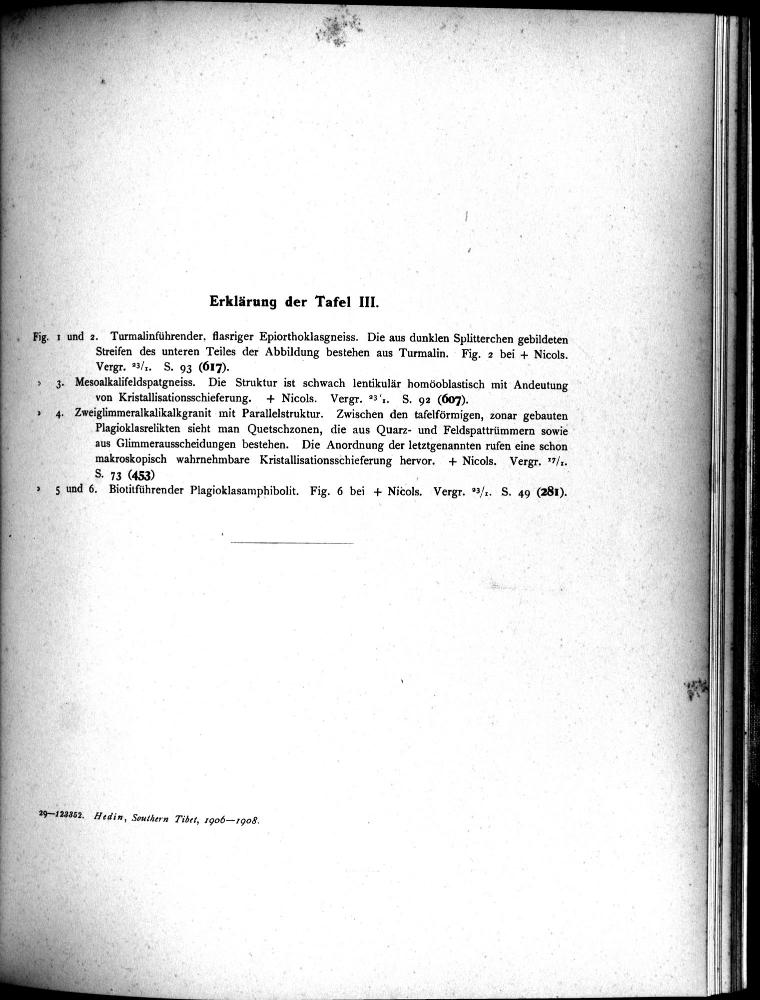 Erklärung der Tafel III.
Fig. 1 und 2. Turmalinführender, flasriger Epiorthoklasgneiss. Die aus dunklen Splitterchen gebildeten
Streifen des unteren Teiles der Abbildung bestehen aus Turmalin. Fig. 2 bei + Nicols.
Vergr. 23/1. S. 93 (617).
» 3. Mesoalkalifeldspatgneiss. Die Struktur ist schwach lentikulär homöoblastisch mit Andeutung
von Kristallisationsschieferung. + Nicols. Vergr. 23/1. S. 92 (607).
» 4. Zweiglimmeralkalikalkgranit mit Parallelstruktur. Zwischen den tafelförmigen, zonar gebauten
Plagioklasrelikten sieht man Quetschzonen, die aus Quarz- und Feldspattrümmern sowie
aus Glimmerausscheidungen bestehen. Die Anordnung der letztgenannten rufen eine schon
makroskopisch wahrnehmbare Kristallisationsschieferung hervor. + Nicols. Vergr. 17/1.
S. 73 (453)
» 5 und 6. Biotitführender Plagioklasamphibolit. Fig. 6 bei + Nicols. Vergr. 23/1. S. 49 (281).
29—123352. Hedin, Southern Tibet, 1906—1908.